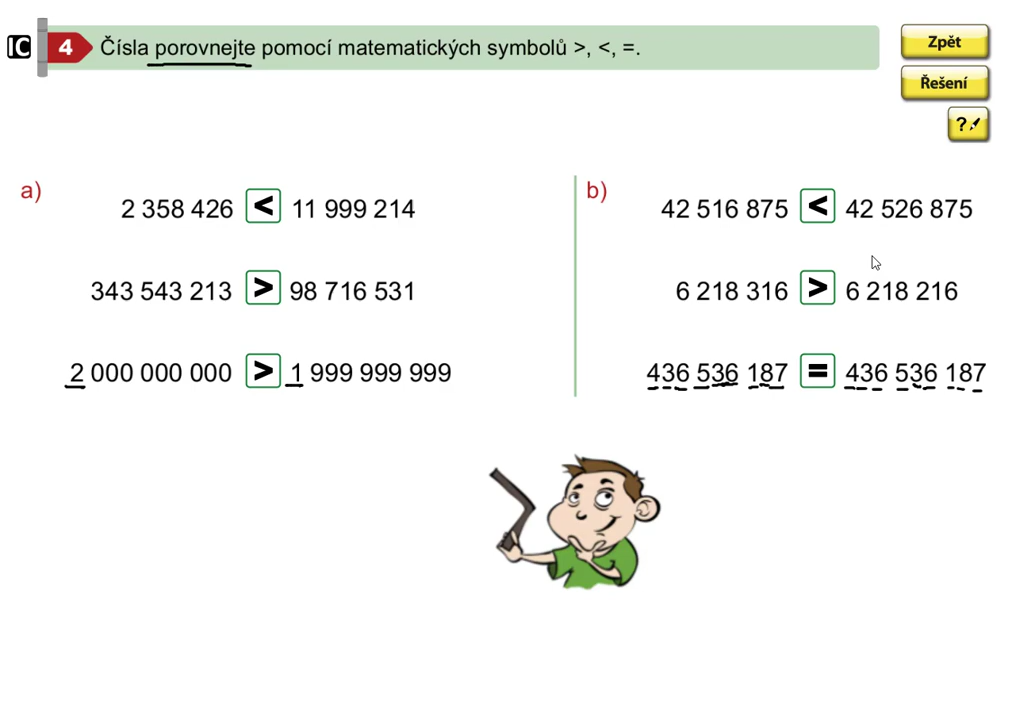 IC 4 Čísla porovnejte pomocí matematických symbolů >, <, =.
Zpět
Řešení
?
a)
2 358 426 < 11 999 214
343 543 213 > 98 716 531
2 000 000 000 > 1 999 999 999
b)
42 516 875 < 42 526 875
6 218 316 > 6 218 216
436 536 187 = 436 536 187